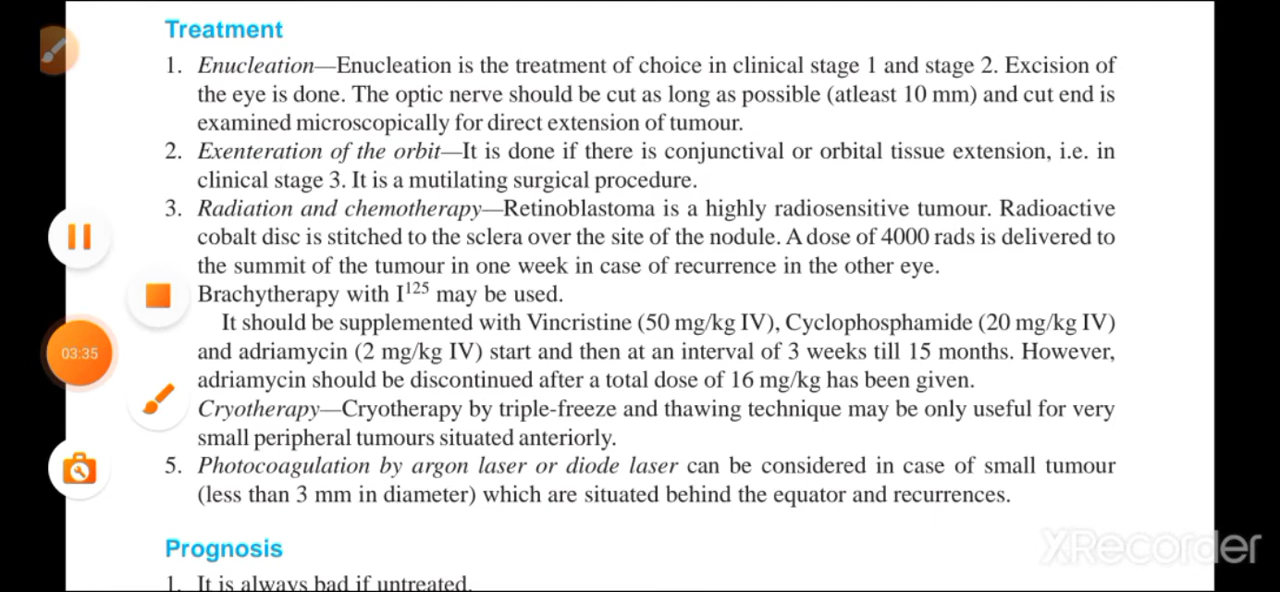 Treatment
1. Enucleation—Enucleation is the treatment of choice in clinical stage 1 and stage 2. Excision of
the eye is done. The optic nerve should be cut as long as possible (atleast 10 mm) and cut end is
examined microscopically for direct extension of tumour.
2. Exenteration of the orbit—It is done if there is conjunctival or orbital tissue extension, i.e. in
clinical stage 3. It is a mutilating surgical procedure.
3. Radiation and chemotherapy—Retinoblastoma is a highly radiosensitive tumour. Radioactive
cobalt disc is stitched to the sclera over the site of the nodule. A dose of 4000 rads is delivered to
the summit of the tumour in one week in case of recurrence in the other eye.
Brachytherapy with I¹²⁵ may be used.
It should be supplemented with Vincristine (50 mg/kg IV), Cyclophosphamide (20 mg/kg IV)
03:35
and adriamycin (2 mg/kg IV) start and then at an interval of 3 weeks till 15 months. However,
adriamycin should be discontinued after a total dose of 16 mg/kg has been given.
Cryotherapy—Cryotherapy by triple-freeze and thawing technique may be only useful for very
small peripheral tumours situated anteriorly.
5. Photocoagulation by argon laser or diode laser can be considered in case of small tumour
(less than 3 mm in diameter) which are situated behind the equator and recurrences.
Prognosis
XRecorder
1. It is always bad if untreated.